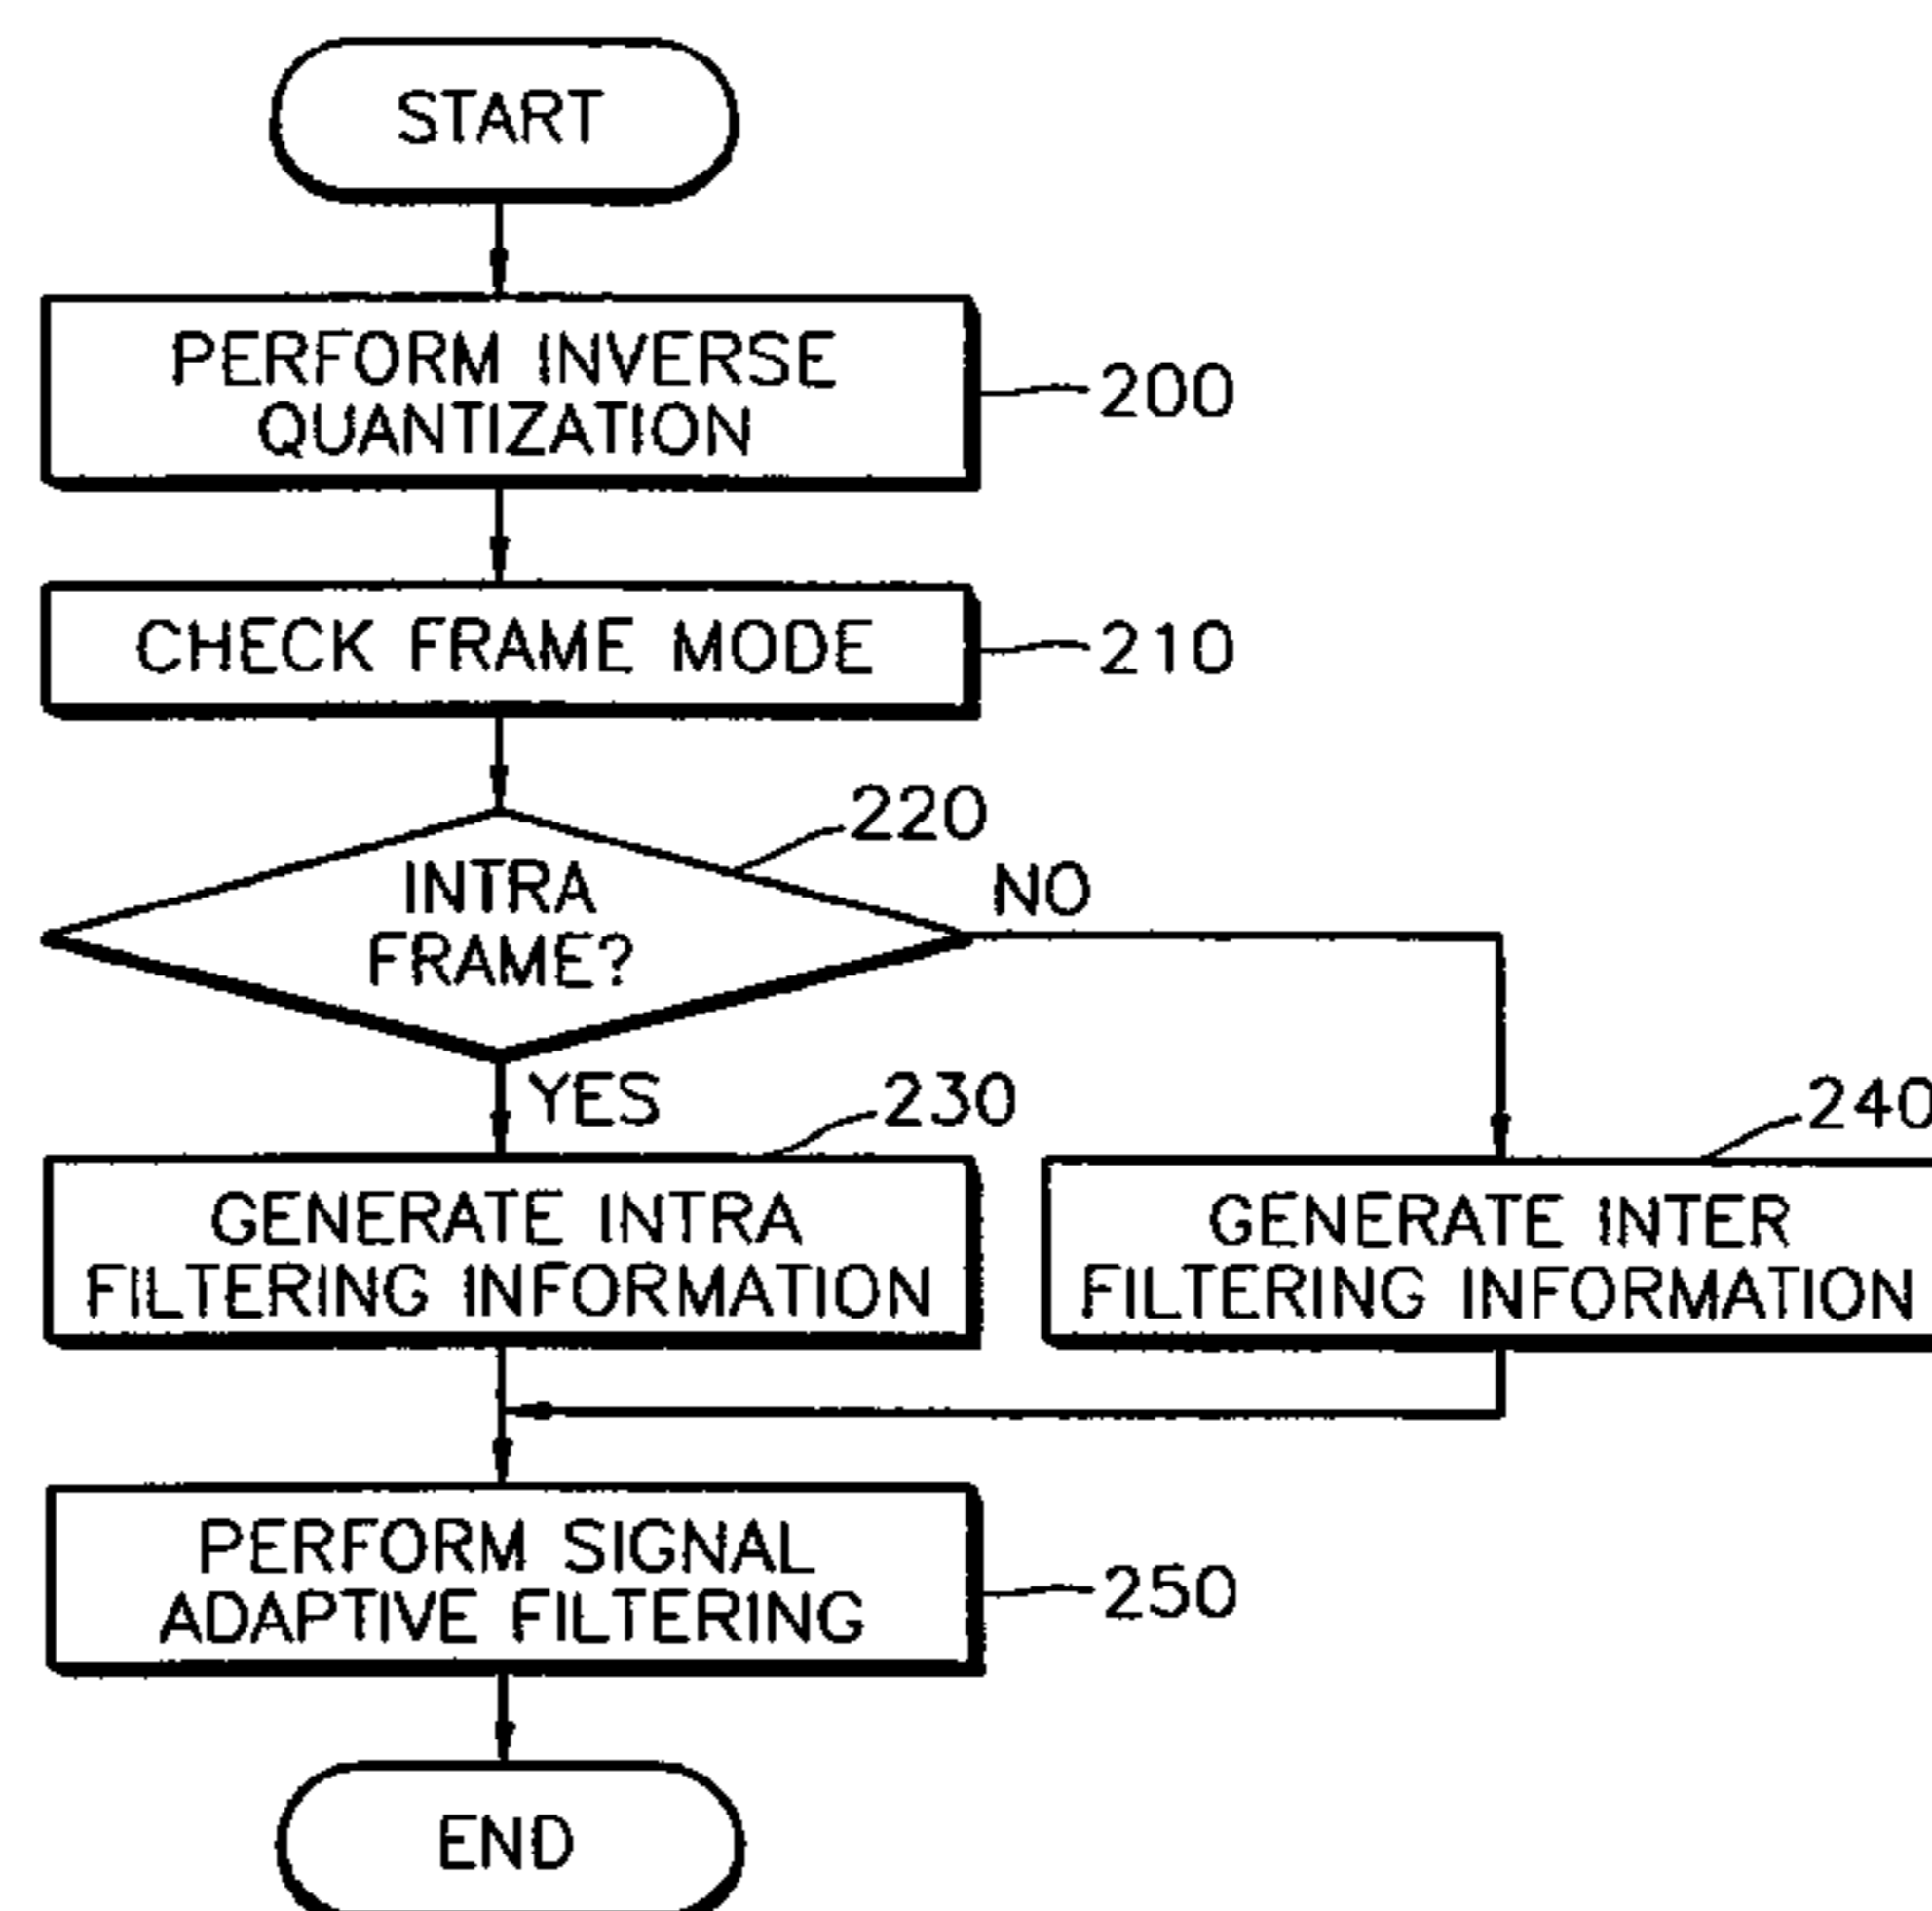 START
PERFORM INVERSE
QUANTIZATION
200
CHECK FRAME MODE
210
220
INTRA
FRAME?
NO
YES
230
240
GENERATE INTRA
FILTERING INFORMATION
GENERATE INTER
FILTERING INFORMATION
PERFORM SIGNAL
ADAPTIVE FILTERING
250
END